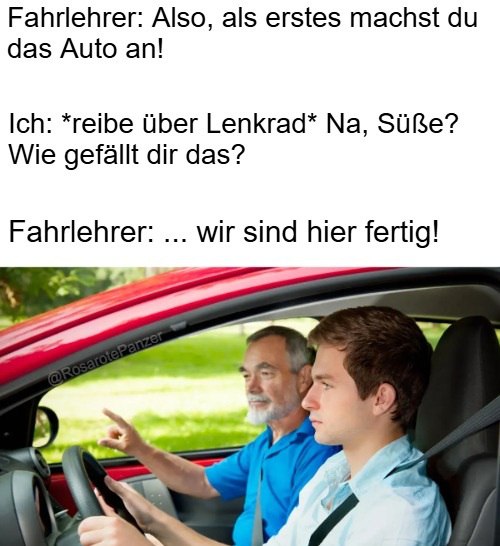 Fahrlehrer: Also, als erstes machst du
das Auto an!
Ich: *reibe über Lenkrad* Na, Süße?
Wie gefällt dir das?
Fahrlehrer: ... wir sind hier fertig!
@RosarotePanzer